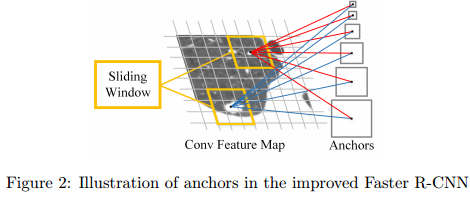 Sliding
Window
Conv Feature Map
Anchors
Figure 2: Illustration of anchors in the improved Faster R-CNN